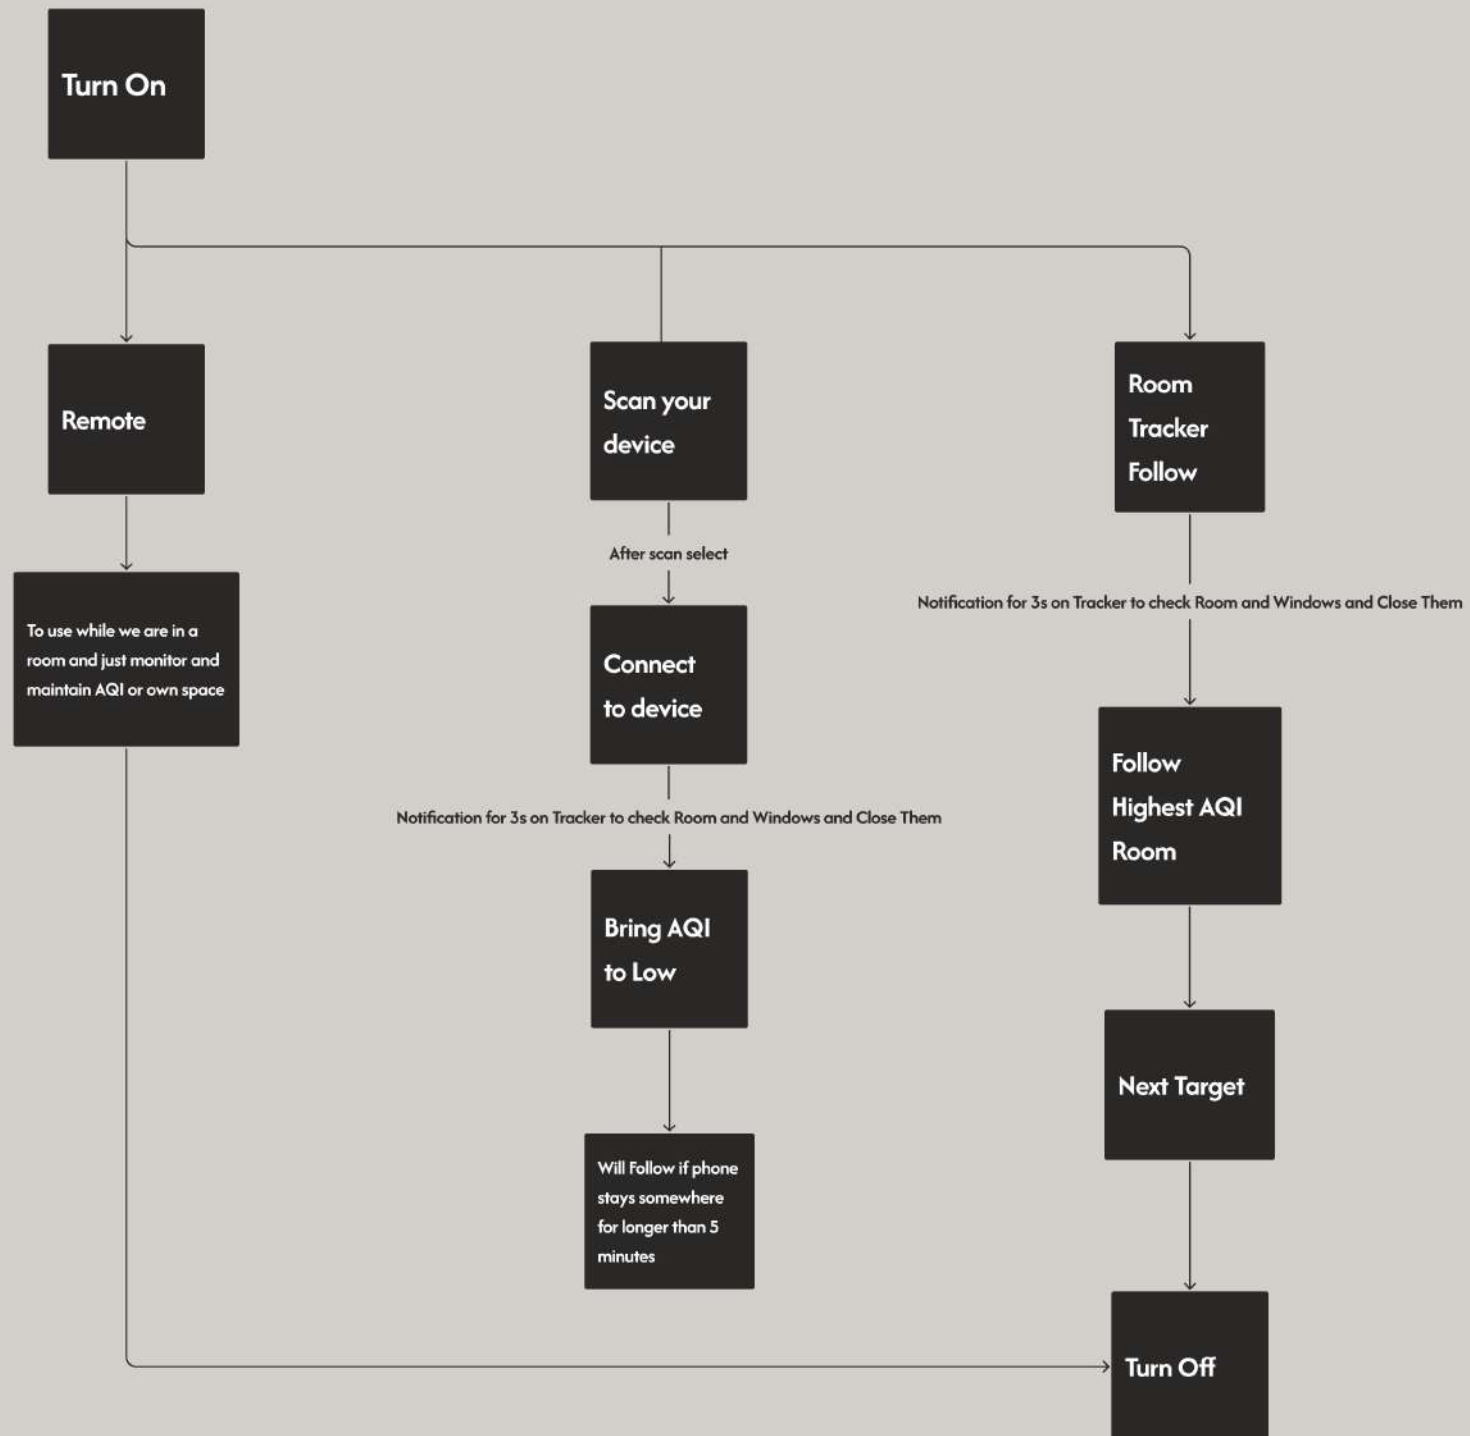 Turn On
Remote
To use while we are in a
room and just monitor and
maintain AQI or own space
Scan your
device
After scan select
Connect
to device
Notification for 3s on Tracker to check Room and Windows and Close Them
Bring AQI
to Low
Will Follow if phone
stays somewhere
for longer than 5
minutes
Room
Tracker
Follow
Notification for 3s on Tracker to check Room and Windows and Close Them
Follow
Highest AQI
Room
Next Target
Turn Off